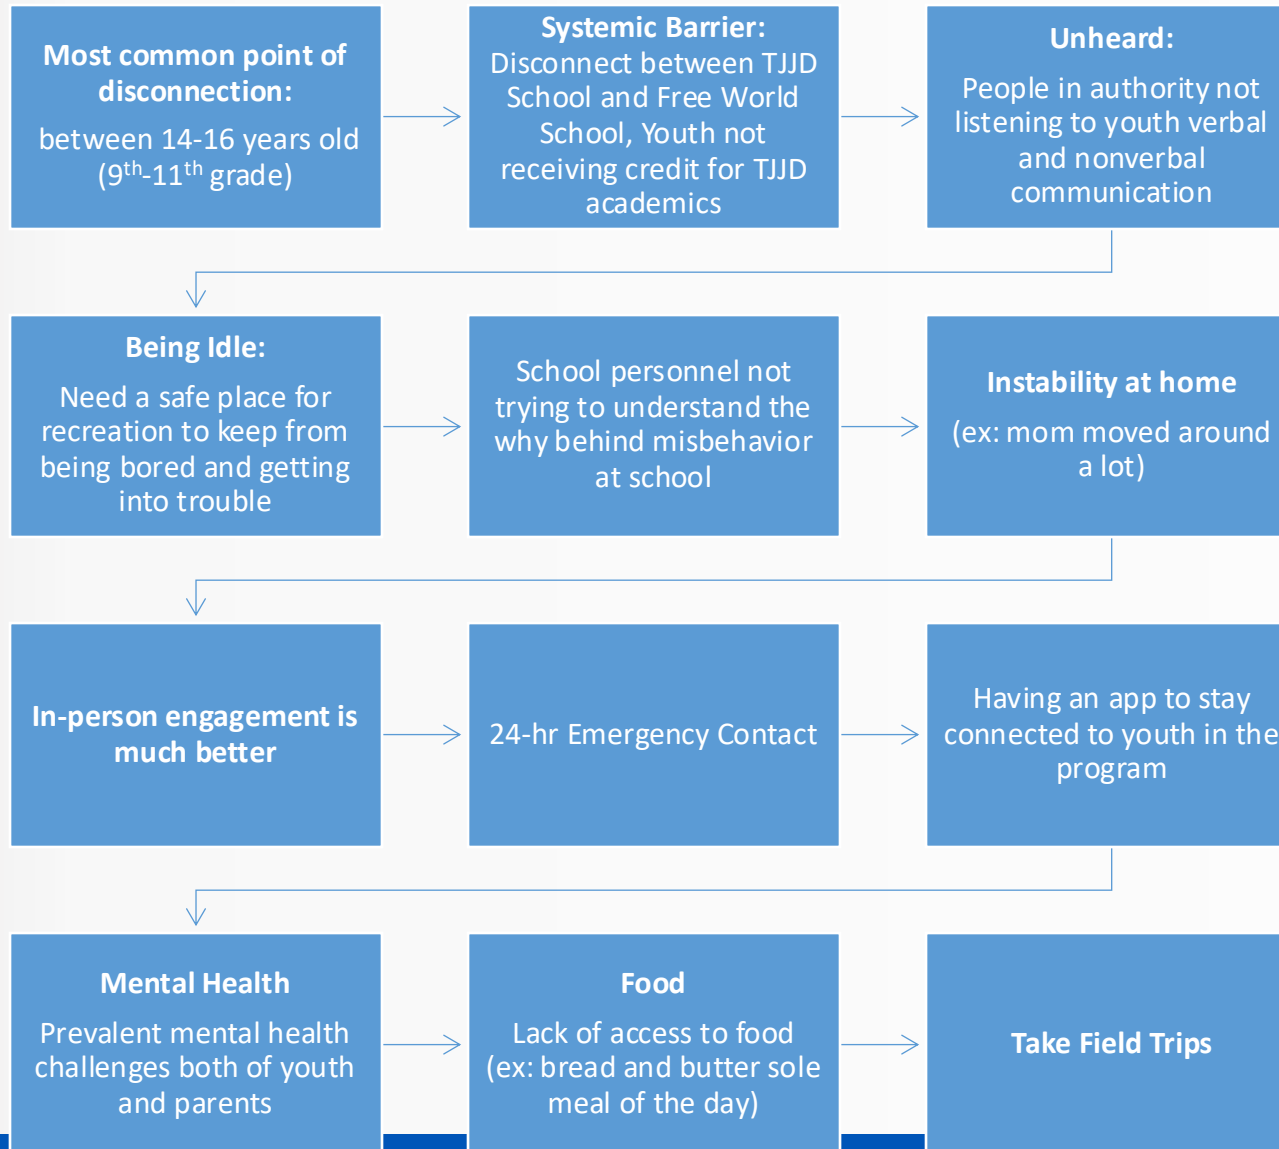 Most common point of
disconnection:
between 14-16 years old
(9th-11th grade)
Systemic Barrier:
Disconnect between TJJD
School and Free World
School, Youth not
receiving credit for TJJD
academics
Unheard:
People in authority not
listening to youth verbal
and nonverbal
communication
Being Idle:
Need a safe place for
recreation to keep from
being bored and getting
into trouble
School personnel not
trying to understand the
why behind misbehavior
at school
Instability at home
(ex: mom moved around
a lot)
In-person engagement is
much better
24-hr Emergency Contact
Having an app to stay
connected to youth in the
program
Mental Health
Prevalent mental health
challenges both of youth
and parents
Food
Lack of access to food
(ex: bread and butter sole
meal of the day)
Take Field Trips